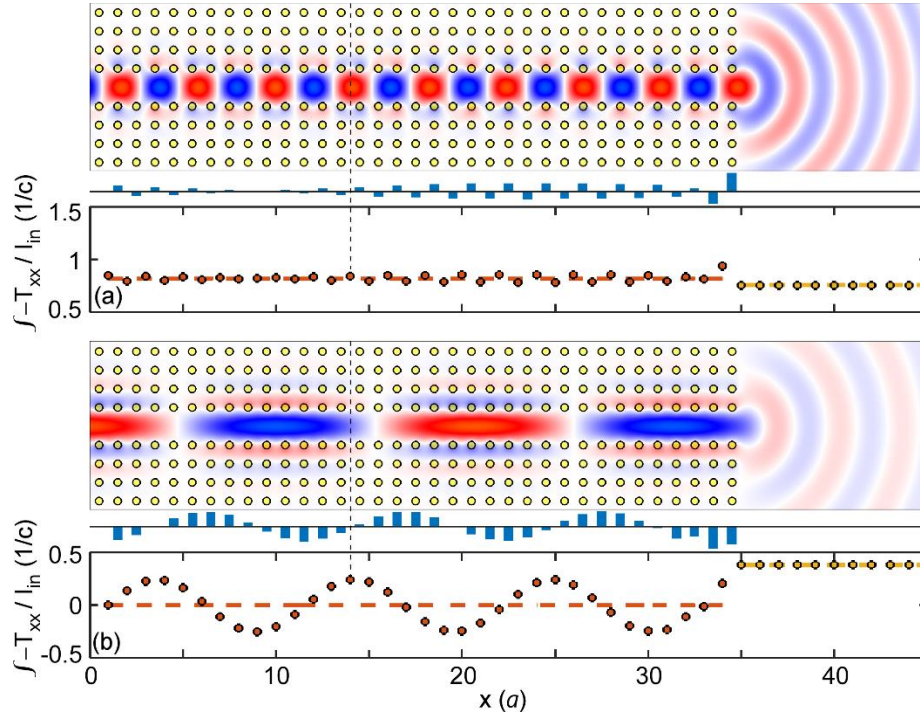 ∫−T_xx / I_in (1/c)
1.5
1
0.5
(a)
∫−T_xx / I_in (1/c)
0.5
0
-0.5
(b)
0 10 20 30 40
x (a)